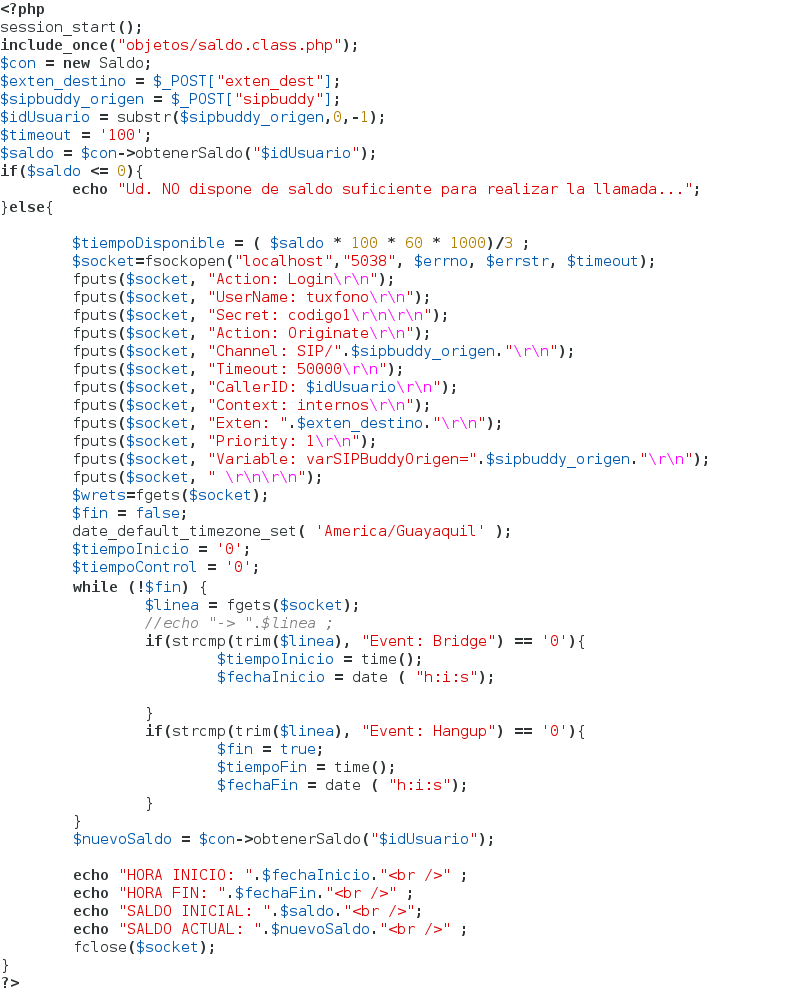 <?php
session_start();
include_once("objetos/saldo.class.php");
$con = new Saldo;
$exten_destino = $_POST["exten_dest"];
$sipbuddy_origen = $_POST["sipbuddy"];
$idUsuario = substr($sipbuddy_origen,0,-1);
$timeout = '100';
$saldo = $con->obtenerSaldo("$idUsuario");
if($saldo <= 0){
        echo "Ud. NO dispone de saldo suficiente para realizar la llamada...";
}else{

        $tiempoDisponible = ( $saldo * 100 * 60 * 1000)/3 ;
        $socket=fsockopen("localhost","5038", $errno, $errstr, $timeout);
        fputs($socket, "Action: Login\r\n");
        fputs($socket, "UserName: tuxfono\r\n");
        fputs($socket, "Secret: codigo1\r\n\r\n");
        fputs($socket, "Action: Originate\r\n");
        fputs($socket, "Channel: SIP/".$sipbuddy_origen."\r\n");
        fputs($socket, "Timeout: 50000\r\n");
        fputs($socket, "CallerID: $idUsuario\r\n");
        fputs($socket, "Context: internos\r\n");
        fputs($socket, "Exten: ".$exten_destino."\r\n");
        fputs($socket, "Priority: 1\r\n");
        fputs($socket, "Variable: varSIPBuddyOrigen=".$sipbuddy_origen."\r\n");
        fputs($socket, " \r\n\r\n");
        $wrets=fgets($socket);
        $fin = false;
        date_default_timezone_set( 'America/Guayaquil' );
        $tiempoInicio = '0';
        $tiempoControl = '0';
        while (!$fin) {
                $linea = fgets($socket);
                //echo "-> ".$linea ;
                if(strcmp(trim($linea), "Event: Bridge") == '0'){
                        $tiempoInicio = time();
                        $fechaInicio = date ( "h:i:s");

                }
                if(strcmp(trim($linea), "Event: Hangup") == '0'){
                        $fin = true;
                        $tiempoFin = time();
                        $fechaFin = date ( "h:i:s");
                }
        }
        $nuevoSaldo = $con->obtenerSaldo("$idUsuario");

        echo "HORA INICIO: ".$fechaInicio."<br />" ;
        echo "HORA FIN: ".$fechaFin."<br />" ;
        echo "SALDO INICIAL: ".$saldo."<br />";
        echo "SALDO ACTUAL: ".$nuevoSaldo."<br />" ;
        fclose($socket);
}
?>